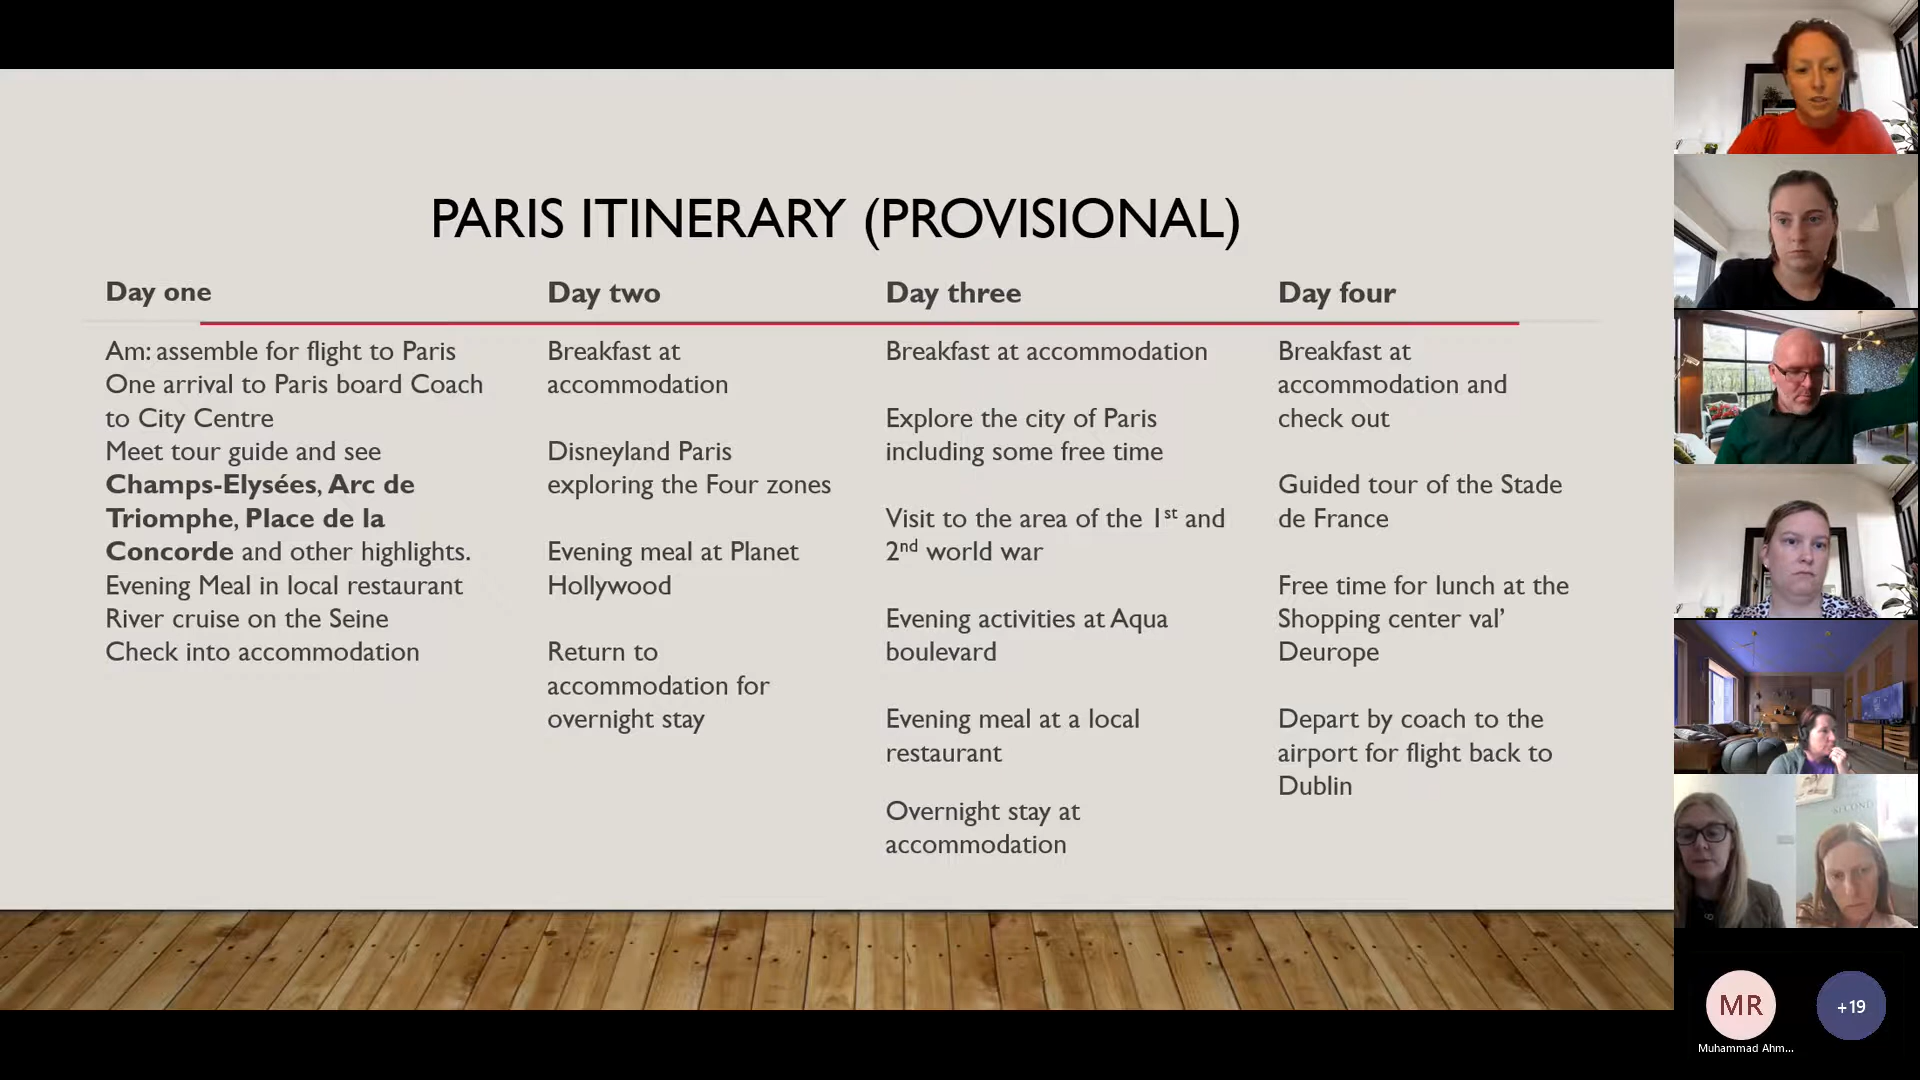 PARIS ITINERARY (PROVISIONAL)
Day one
Am: assemble for flight to Paris
One arrival to Paris board Coach
to City Centre
Meet tour guide and see
Champs-Elysées, Arc de
Triomphe, Place de la
Concorde and other highlights.
Evening Meal in local restaurant
River cruise on the Seine
Check into accommodation
Day two
Breakfast at
accommodation
Disneyland Paris
exploring the Four zones
Evening meal at Planet
Hollywood
Return to
accommodation for
overnight stay
Day three
Breakfast at accommodation
Explore the city of Paris
including some free time
Visit to the area of the 1st and
2nd world war
Evening activities at Aqua
boulevard
Evening meal at a local
restaurant
Overnight stay at
accommodation
Day four
Breakfast at
accommodation and
check out
Guided tour of the Stade
de France
Free time for lunch at the
Shopping center val’
Deurope
Depart by coach to the
airport for flight back to
Dublin
SECOND
MR
+19
Muhammad Ahm...